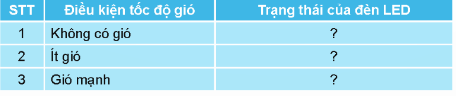 STT Điều kiện tốc độ gió Trạng thái của đèn LED
1 Không có gió ?
2 Ít gió ?
3 Gió mạnh ?